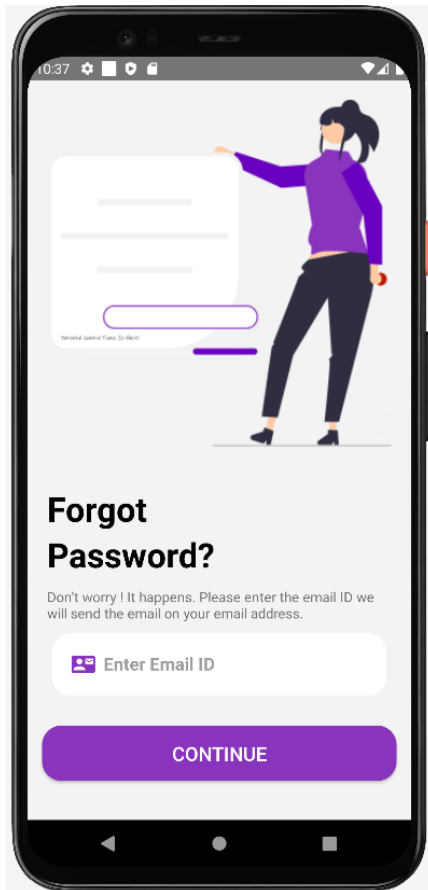 10:37
Forgot
Password?
Don't worry ! It happens. Please enter the email ID we
will send the email on your email address.
Enter Email ID
CONTINUE